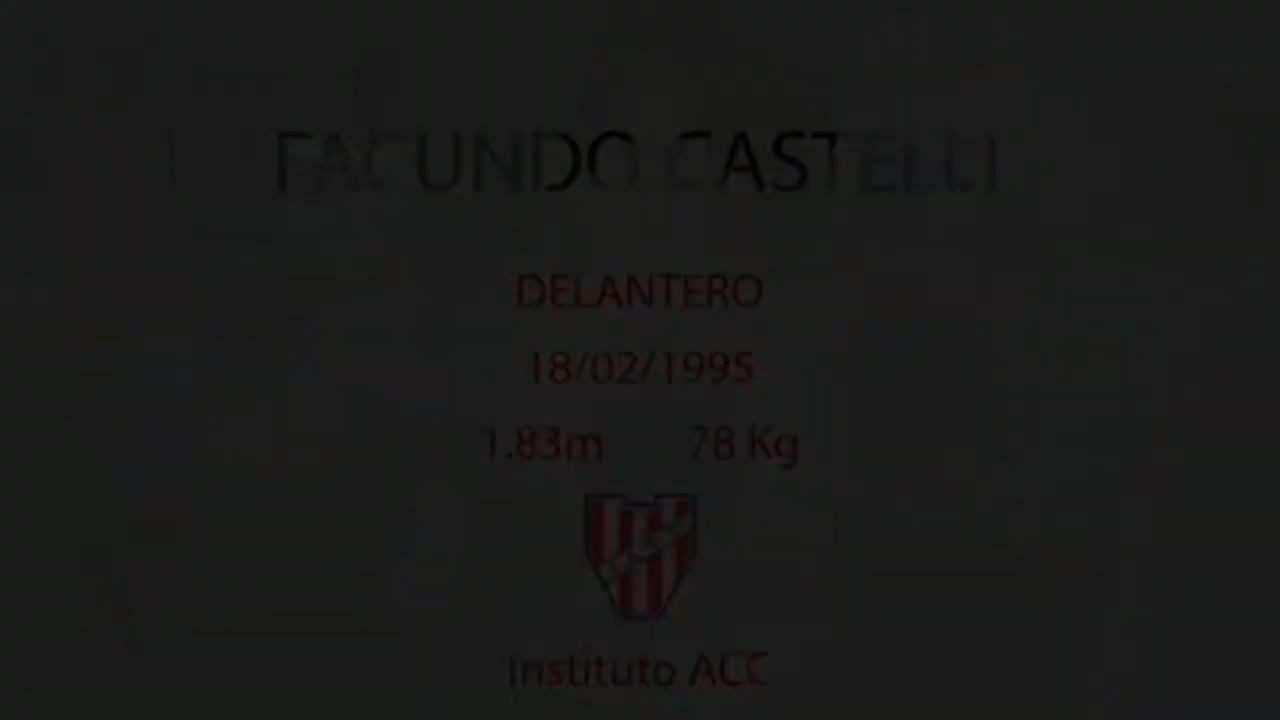 FACUNDO CASTELLI
DELANTERO
18/02/1995
1.83m 78 Kg
Instituto ACC